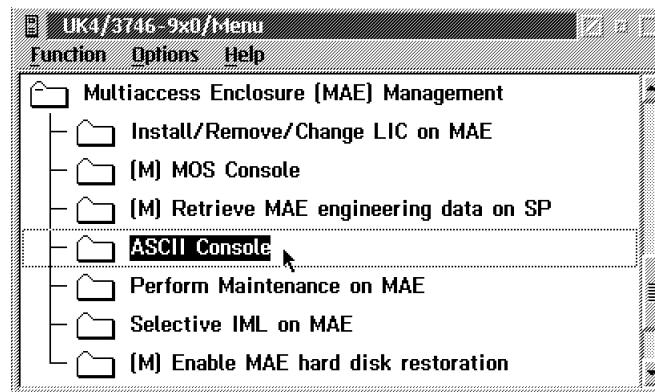 UK4/3746-9x0/Menu
Function Options Help
Multiaccess Enclosure (MAE) Management
Install/Remove/Change LIC on MAE
(M) MOS Console
(M) Retrieve MAE engineering data on SP
ASCII Console
Perform Maintenance on MAE
Selective IML on MAE
(M) Enable MAE hard disk restoration